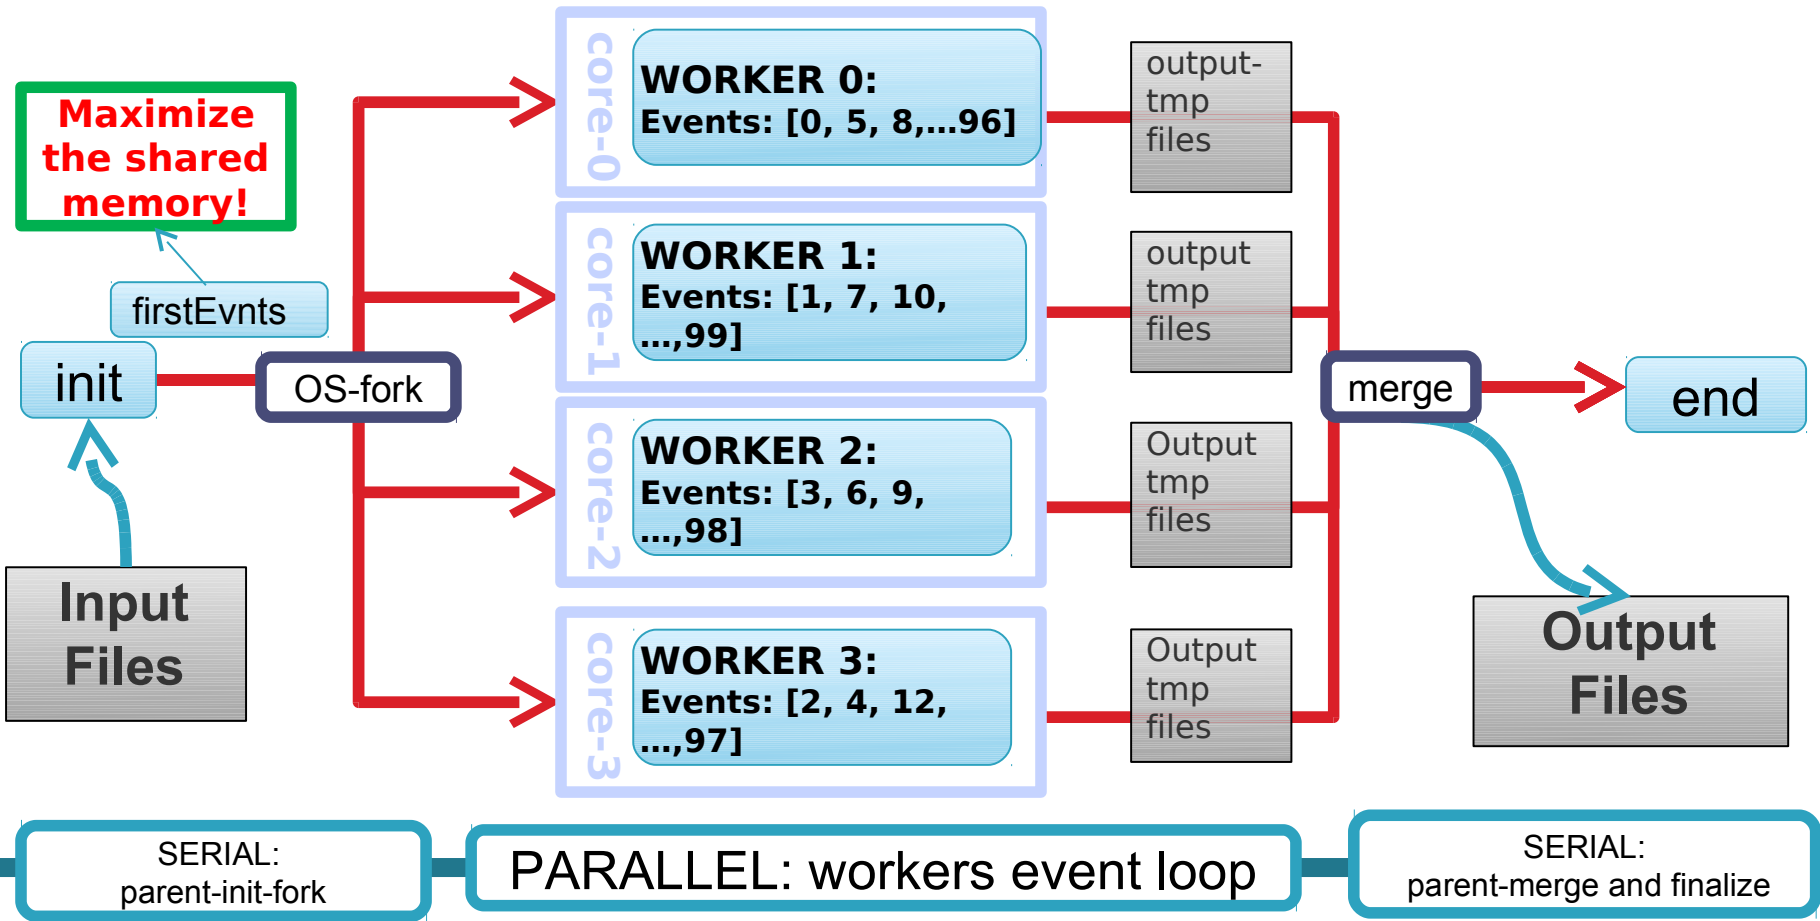 Maximize
the shared
memory!
firstEvnts
init
Input
Files
OS-fork
core-0
WORKER 0:
Events: [0, 5, 8,…96]
core-1
WORKER 1:
Events: [1, 7, 10,
…,99]
core-2
WORKER 2:
Events: [3, 6, 9,
…,98]
core-3
WORKER 3:
Events: [2, 4, 12,
…,97]
output-
tmp
files
output
tmp
files
Output
tmp
files
Output
tmp
files
merge
end
Output
Files
SERIAL:
parent-init-fork
PARALLEL: workers event loop
SERIAL:
parent-merge and finalize